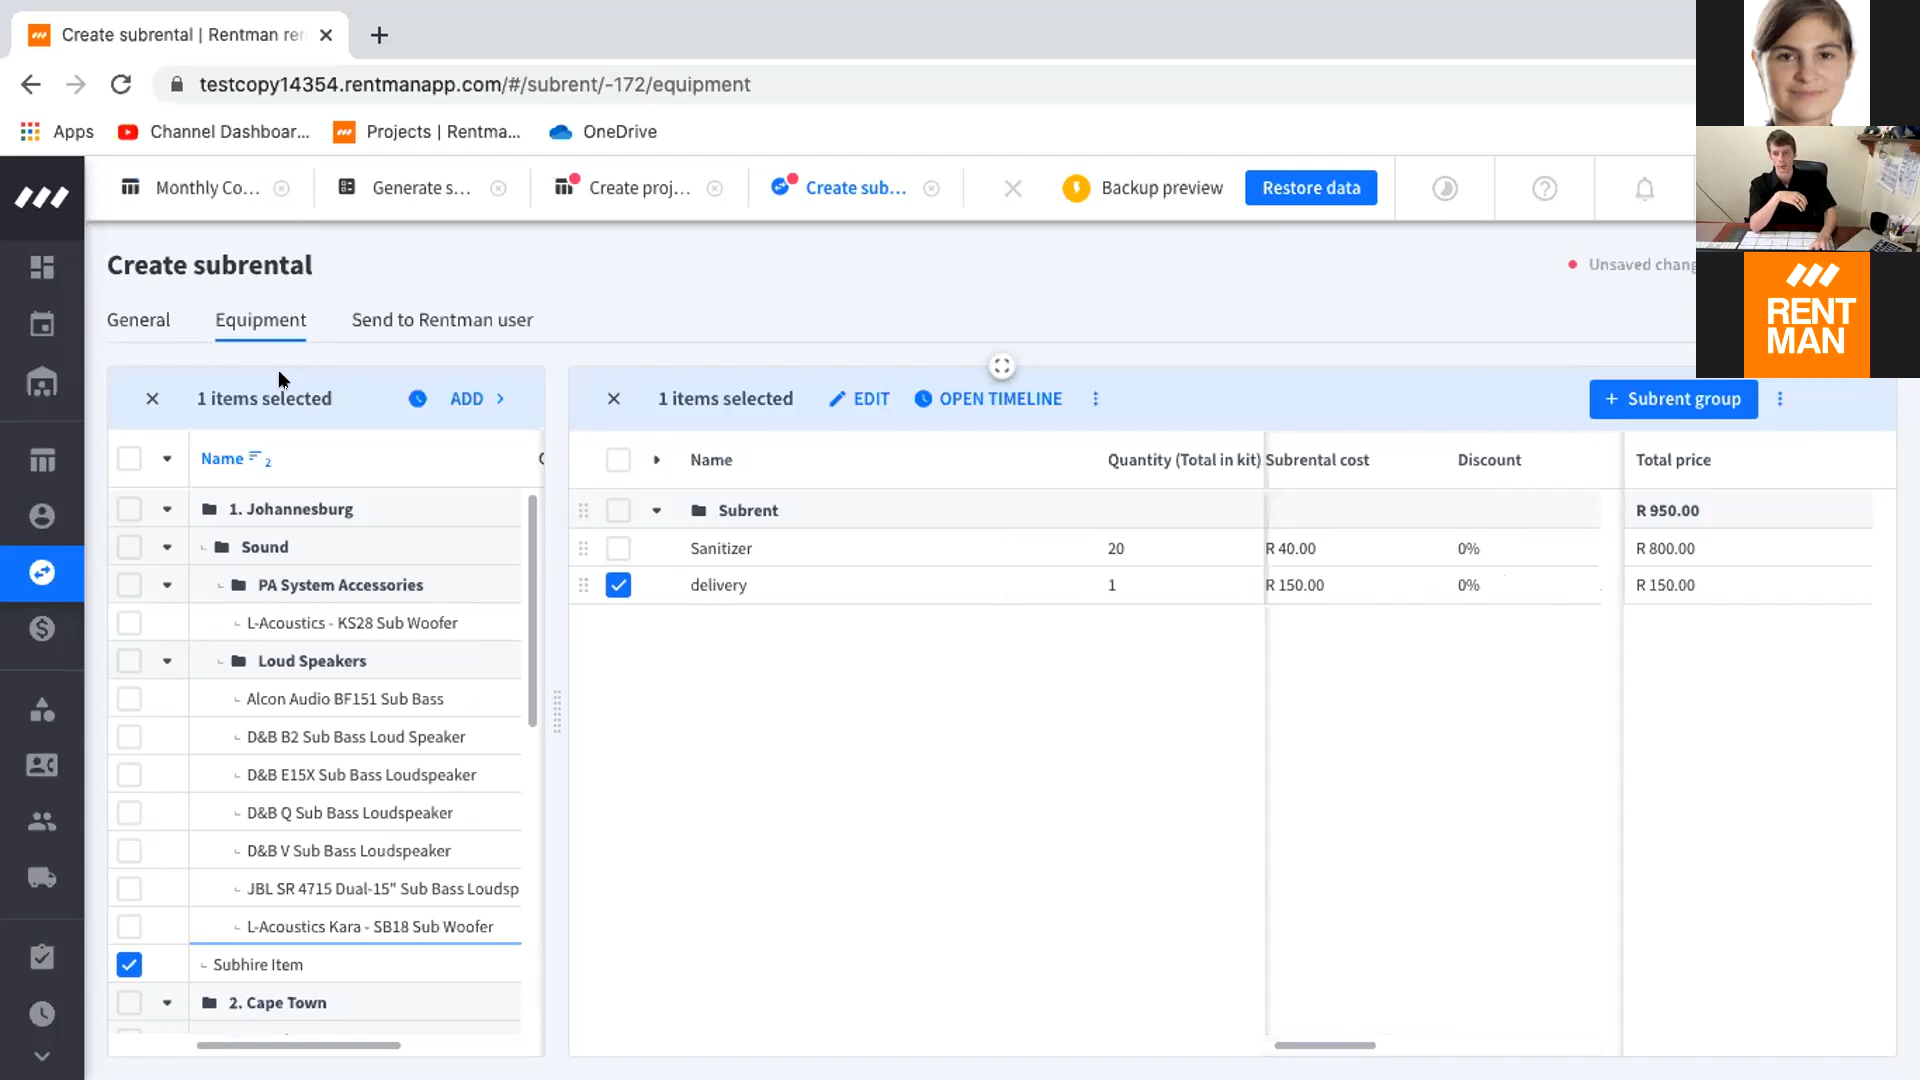 Create subrental | Rentman ren
testcopy14354.rentmanapp.com/#/subrent/-172/equipment
Apps
Channel Dashboar...
Projects | Rentma...
OneDrive
Monthly Co...
Generate s...
Create proj...
Create sub...
Backup preview
Restore data
Create subrental
Unsaved chang
General
Equipment
Send to Rentman user
RENT
MAN
1 items selected
ADD
Name 2
1. Johannesburg
Sound
PA System Accessories
L-Acoustics - KS28 Sub Woofer
Loud Speakers
Alcon Audio BF151 Sub Bass
D&B B2 Sub Bass Loud Speaker
D&B E15X Sub Bass Loudspeaker
D&B Q Sub Bass Loudspeaker
D&B V Sub Bass Loudspeaker
JBL SR 4715 Dual-15" Sub Bass Loudsp
L-Acoustics Kara - SB18 Sub Woofer
Subhire Item
2. Cape Town
1 items selected
EDIT
OPEN TIMELINE
+ Subrent group
Name Quantity (Total in kit) Subrental cost Discount Total price
Subrent R 950.00
Sanitizer 20 R 40.00 0% R 800.00
delivery 1 R 150.00 0% R 150.00